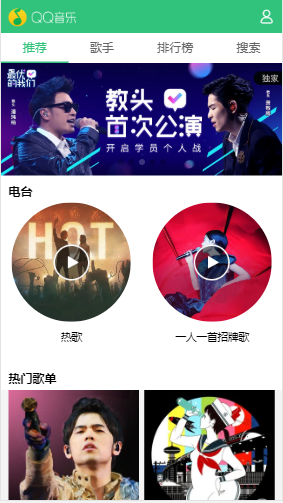 QQ音乐
推荐
歌手
排行榜
搜索
最优的我们
独家
教头
首次公演
开启学员个人战
电台
HOT
热歌
一人一首招牌歌
热门歌单